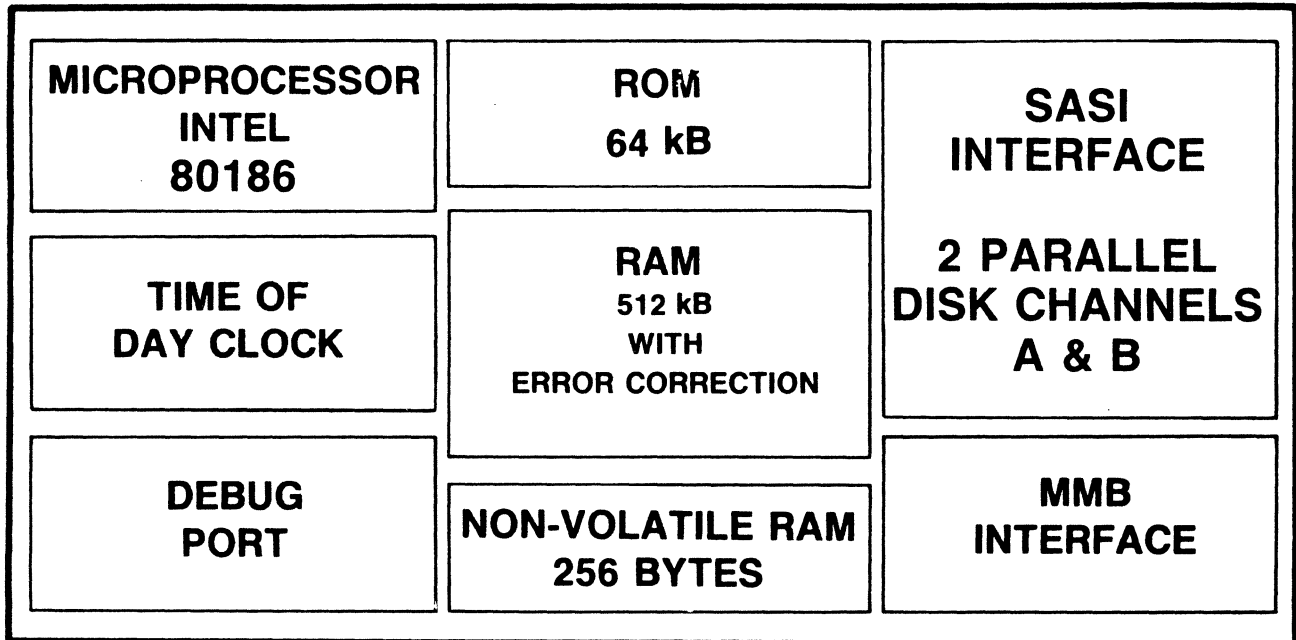 MICROPROCESSOR
INTEL
80186
TIME OF
DAY CLOCK
DEBUG
PORT
ROM
64 kB
RAM
512 kB
WITH
ERROR CORRECTION
NON-VOLATILE RAM
256 BYTES
SASI
INTERFACE
2 PARALLEL
DISK CHANNELS
A & B
MMB
INTERFACE